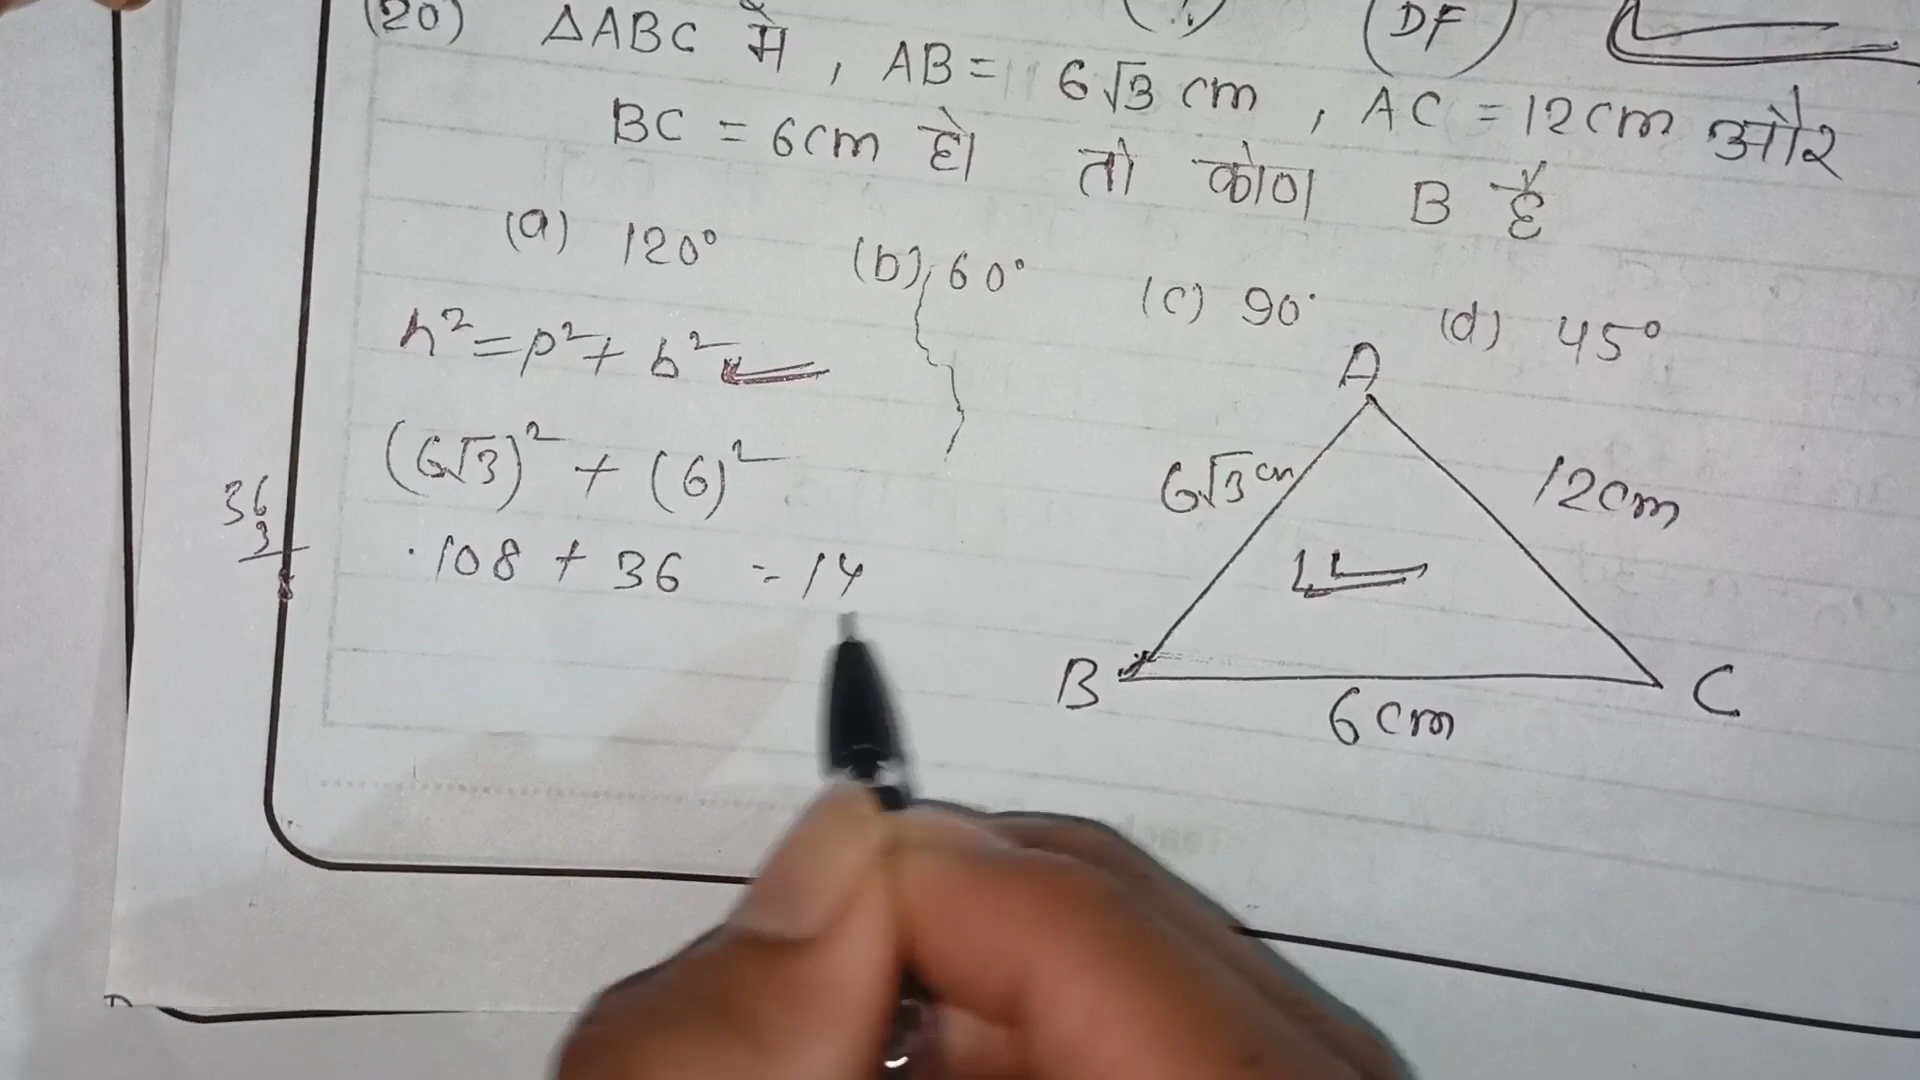 (20) ΔABC में, AB = 6√3 cm, AC = 12cm और
BC = 6cm हो तो कोण B है
(a) 120° (b) 60° (c) 90° (d) 45°
h² = p² + b²
(6√3)² + (6)²
108 + 36 = 14
36
3
8
(DF)
A
6√3 cm
12cm
B
C
6cm